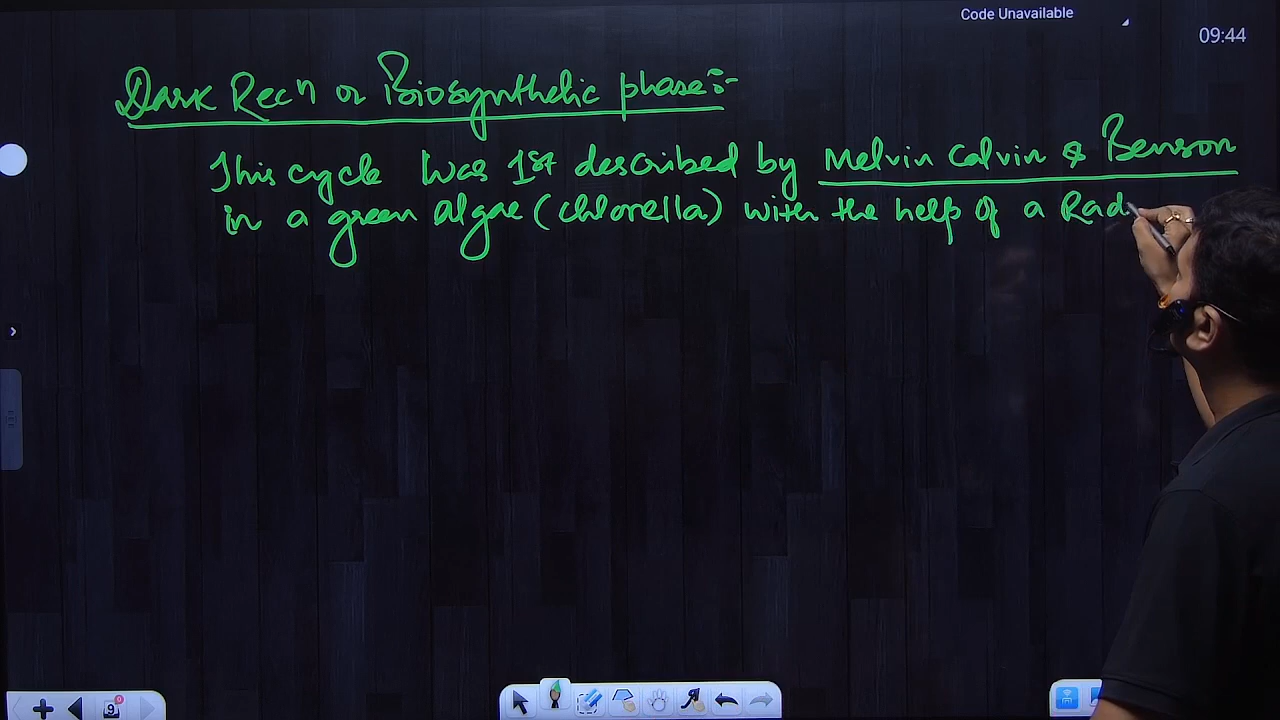 Code Unavailable
09:44
Dark Recn or Biosynthetic phase:-
This cycle was 1st described by Melvin Calvin & Benson
in a green algae (chlorella) with the help of a Rad
9